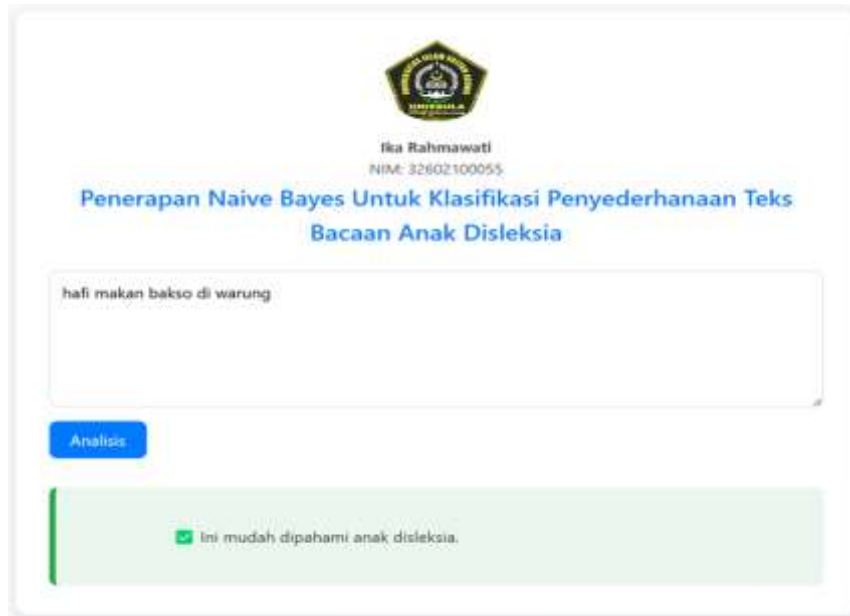 Ika Rahmawati
NIM: 32602100055
Penerapan Naive Bayes Untuk Klasifikasi Penyederhanaan Teks
Bacaan Anak Disleksia
hafi makan bakso di warung
Analisis
Ini mudah dipahami anak disleksia.